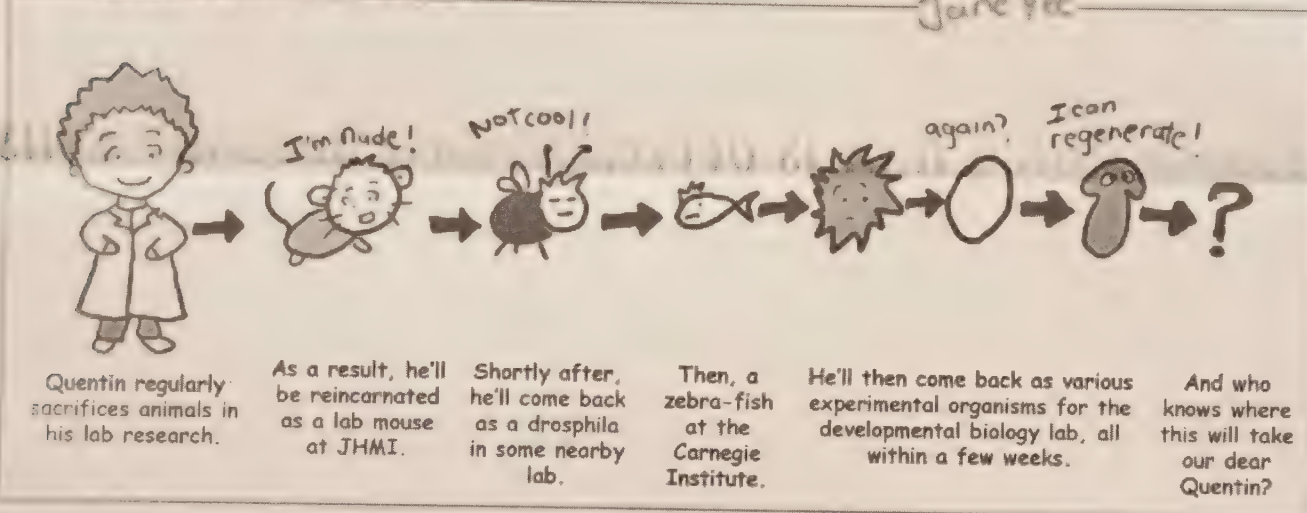 Jane Yee
I'm nude!
Not cool!
again?
I can
regenerate!
?
Quentin regularly
sacrifices animals in
his lab research.
As a result, he'll
be reincarnated
as a lab mouse
at JHMI.
Shortly after,
he'll come back
as a drosphila
in some nearby
lab.
Then, a
zebra-fish
at the
Carnegie
Institute.
He'll then come back as various
experimental organisms for the
developmental biology lab, all
within a few weeks.
And who
knows where
this will take
our dear
Quentin?